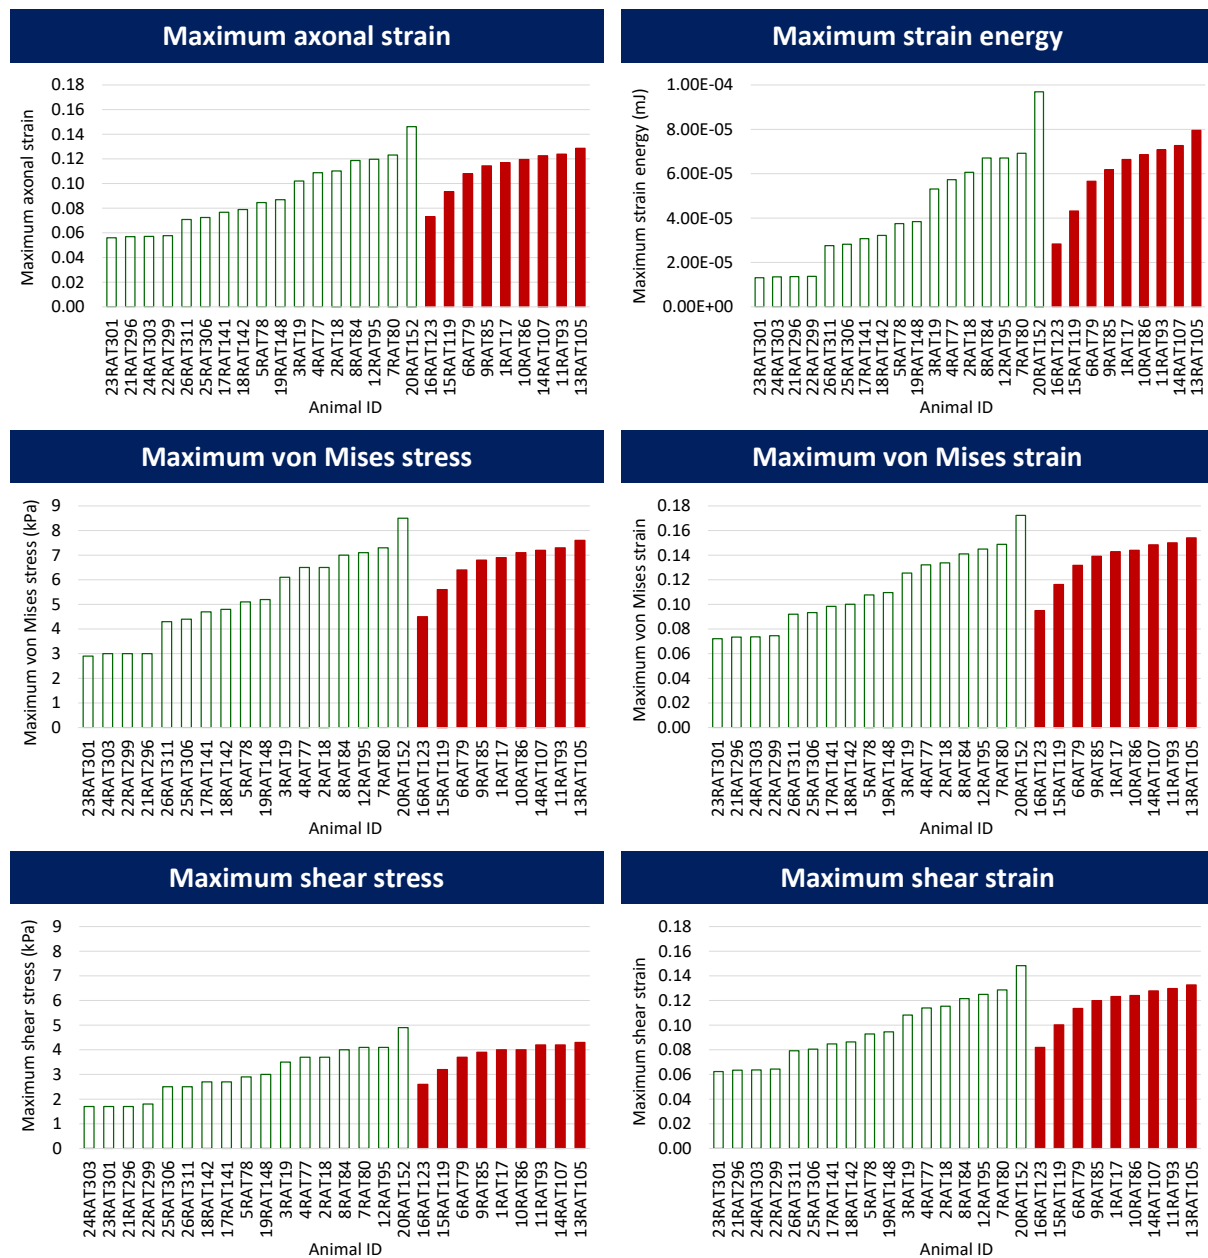 Maximum axonal strain
Maximum axonal strain
0.18
0.16
0.14
0.12
0.10
0.08
0.06
0.04
0.02
0.00
23RAT301
21RAT296
24RAT303
22RAT299
26RAT311
25RAT306
17RAT141
18RAT142
5RAT78
19RAT148
3RAT19
4RAT77
2RAT18
8RAT84
12RAT95
7RAT80
20RAT152
16RAT123
15RAT119
6RAT79
9RAT85
1RAT17
10RAT86
14RAT107
11RAT93
13RAT105
Animal ID
Maximum strain energy
Maximum strain energy (mJ)
1.00E-04
8.00E-05
6.00E-05
4.00E-05
2.00E-05
0.00E+00
23RAT301
24RAT303
21RAT296
22RAT299
26RAT311
25RAT306
17RAT141
18RAT142
5RAT78
19RAT148
3RAT19
4RAT77
2RAT18
8RAT84
12RAT95
7RAT80
20RAT152
16RAT123
15RAT119
6RAT79
9RAT85
1RAT17
10RAT86
11RAT93
14RAT107
13RAT105
Animal ID
Maximum von Mises stress
Maximum von Mises stress (kPa)
9
8
7
6
5
4
3
2
1
0
23RAT301
24RAT303
22RAT299
21RAT296
26RAT311
25RAT306
17RAT141
18RAT142
5RAT78
19RAT148
3RAT19
4RAT77
2RAT18
8RAT84
12RAT95
7RAT80
20RAT152
16RAT123
15RAT119
6RAT79
9RAT85
1RAT17
10RAT86
14RAT107
11RAT93
13RAT105
Animal ID
Maximum von Mises strain
Maximum von Mises strain
0.18
0.16
0.14
0.12
0.10
0.08
0.06
0.04
0.02
0.00
23RAT301
21RAT296
24RAT303
22RAT299
26RAT311
25RAT306
17RAT141
18RAT142
5RAT78
19RAT148
3RAT19
4RAT77
2RAT18
8RAT84
12RAT95
7RAT80
20RAT152
16RAT123
15RAT119
6RAT79
9RAT85
1RAT17
10RAT86
14RAT107
11RAT93
13RAT105
Animal ID
Maximum shear stress
Maximum shear stress (kPa)
9
8
7
6
5
4
3
2
1
0
24RAT303
23RAT301
21RAT296
22RAT299
25RAT306
26RAT311
18RAT142
17RAT141
5RAT78
19RAT148
3RAT19
4RAT77
2RAT18
8RAT84
7RAT80
12RAT95
20RAT152
16RAT123
15RAT119
6RAT79
9RAT85
1RAT17
10RAT86
11RAT93
14RAT107
13RAT105
Animal ID
Maximum shear strain
Maximum shear strain
0.18
0.16
0.14
0.12
0.10
0.08
0.06
0.04
0.02
0.00
23RAT301
21RAT296
24RAT303
22RAT299
26RAT311
25RAT306
17RAT141
18RAT142
5RAT78
19RAT148
3RAT19
4RAT77
2RAT18
8RAT84
12RAT95
7RAT80
20RAT152
16RAT123
15RAT119
6RAT79
9RAT85
1RAT17
10RAT86
14RAT107
11RAT93
13RAT105
Animal ID